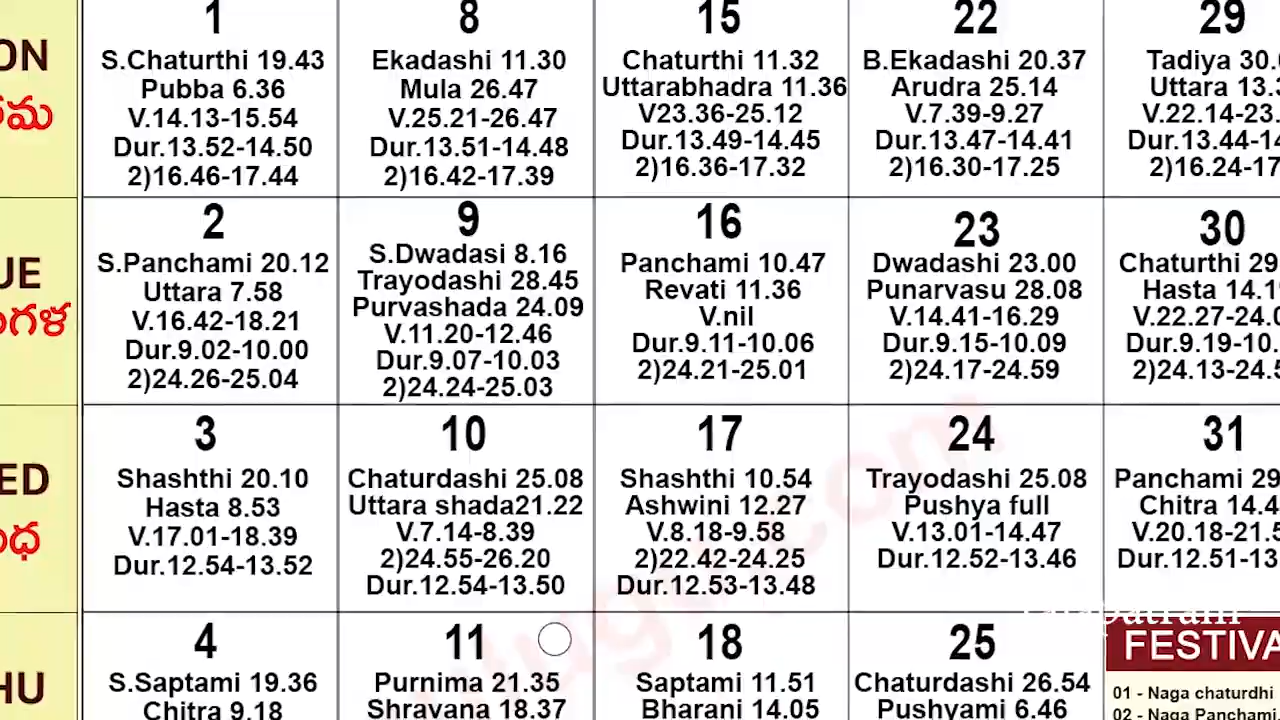 1
S.Chaturthi 19.43
Pubba 6.36
V.14.13-15.54
Dur.13.52-14.50
2)16.46-17.44
8
Ekadashi 11.30
Mula 26.47
V.25.21-26.47
Dur.13.51-14.48
2)16.42-17.39
15
Chaturthi 11.32
Uttarabhadra 11.36
V23.36-25.12
Dur.13.49-14.45
2)16.36-17.32
22
B.Ekadashi 20.37
Arudra 25.14
V.7.39-9.27
Dur.13.47-14.41
2)16.30-17.25
29
Tadiya 30.
Uttara 13.
V.22.14-23.
Dur.13.44-14
2)16.24-17
2
S.Panchami 20.12
Uttara 7.58
V.16.42-18.21
Dur.9.02-10.00
2)24.26-25.04
9
S.Dwadasi 8.16
Trayodashi 28.45
Purvashada 24.09
V.11.20-12.46
Dur.9.07-10.03
2)24.24-25.03
16
Panchami 10.47
Revati 11.36
V.nil
Dur.9.11-10.06
2)24.21-25.01
23
Dwadashi 23.00
Punarvasu 28.08
V.14.41-16.29
Dur.9.15-10.09
2)24.17-24.59
30
Chaturthi 29
Hasta 14.1
V.22.27-24.
Dur.9.19-10.
2)24.13-24.5
3
Shashthi 20.10
Hasta 8.53
V.17.01-18.39
Dur.12.54-13.52
10
Chaturdashi 25.08
Uttara shada21.22
V.7.14-8.39
2)24.55-26.20
Dur.12.54-13.50
17
Shashthi 10.54
Ashwini 12.27
V.8.18-9.58
2)22.42-24.25
Dur.12.53-13.48
24
Trayodashi 25.08
Pushya full
V.13.01-14.47
Dur.12.52-13.46
31
Panchami 29
Chitra 14.4
V.20.18-21.5
Dur.12.51-13
4
S.Saptami 19.36
Chitra 9.18
11
Purnima 21.35
Shravana 18.37
18
Saptami 11.51
Bharani 14.05
25
Chaturdashi 26.54
Pushyami 6.46
FESTIVA
01 - Naga chaturdhi
02 - Naga Panchami